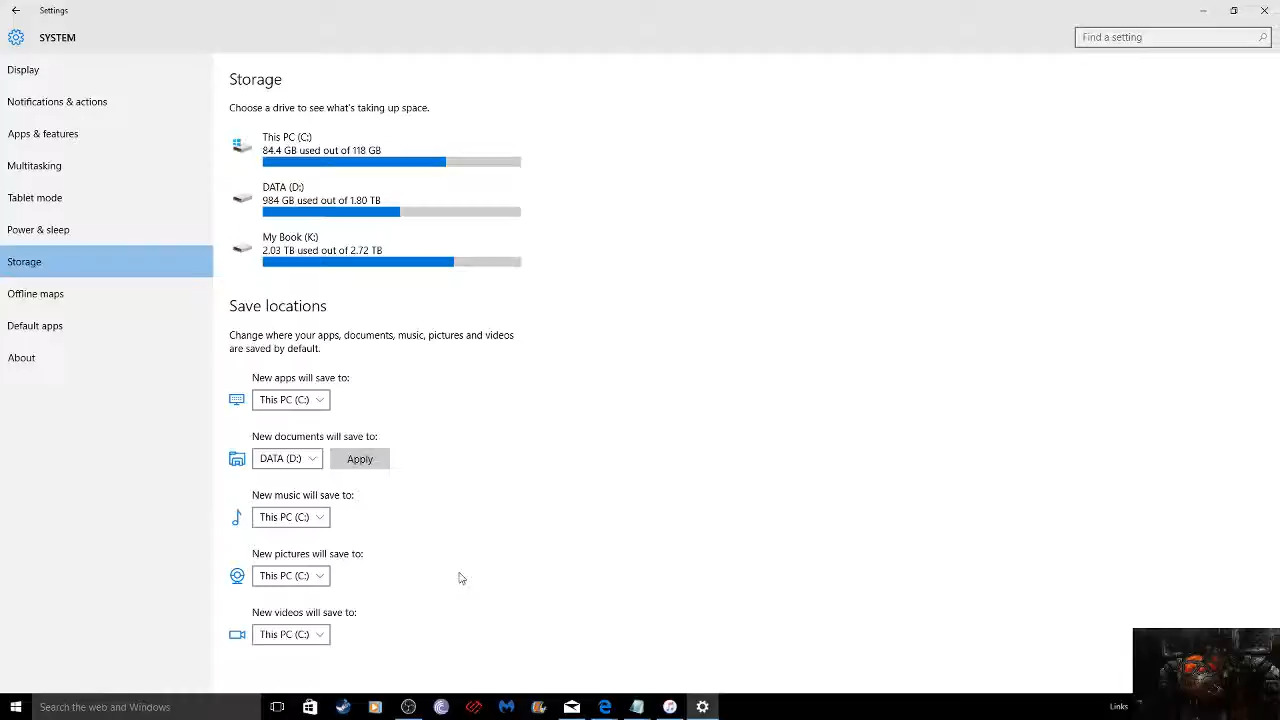 Settings
SYSTEM
Find a setting
Display
Notifications & actions
Apps & features
Multitasking
Tablet mode
Power & sleep
Storage
Offline maps
Default apps
About
Storage
Choose a drive to see what's taking up space.
This PC (C:)
84.4 GB used out of 118 GB
DATA (D:)
984 GB used out of 1.80 TB
My Book (K:)
2.03 TB used out of 2.72 TB
Save locations
Change where your apps, documents, music, pictures and videos
are saved by default.
New apps will save to:
This PC (C:)
New documents will save to:
DATA (D:) Apply
New music will save to:
This PC (C:)
New pictures will save to:
This PC (C:)
New videos will save to:
This PC (C:)
Search the web and Windows
Links